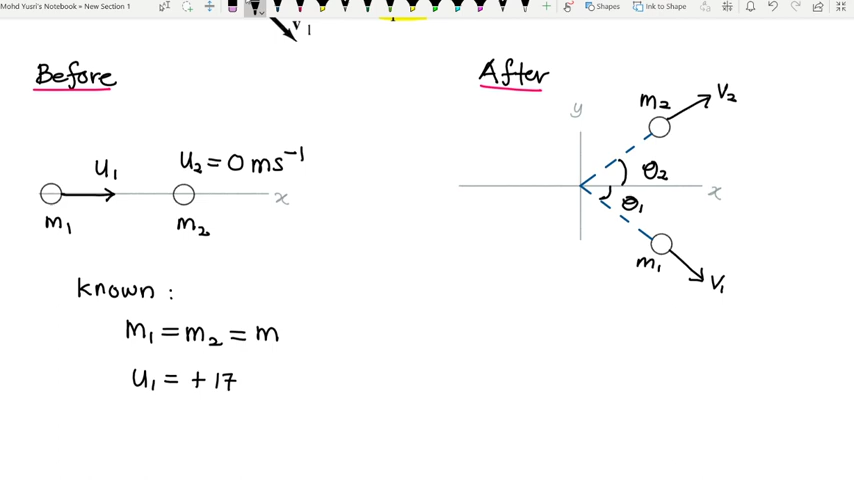 Mohd Yusri's Notebook » New Section 1
Shapes
Ink to Shape
v 1
Before
After
u₁
u₂ = 0 ms⁻¹
x
m₁
m₂
y
m₂
v₂
θ₂
x
θ₁
m₁
v₁
known :
m₁ = m₂ = m
u₁ = + 17